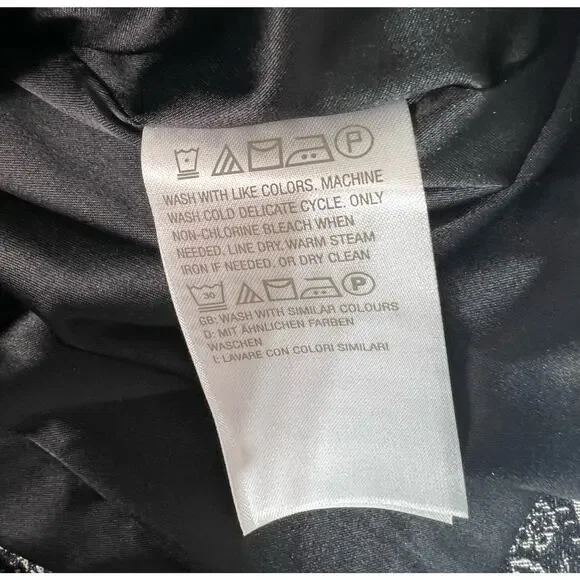 P
WASH WITH LIKE COLORS. MACHINE
WASH COLD DELICATE CYCLE. ONLY
NON-CHLORINE BLEACH WHEN
NEEDED. LINE DRY. WARM STEAM
IRON IF NEEDED. OR DRY CLEAN
30 P
GB: WASH WITH SIMILAR COLOURS
D: MIT ÄHNLICHEN FARBEN
WASCHEN
I: LAVARE CON COLORI SIMILARI